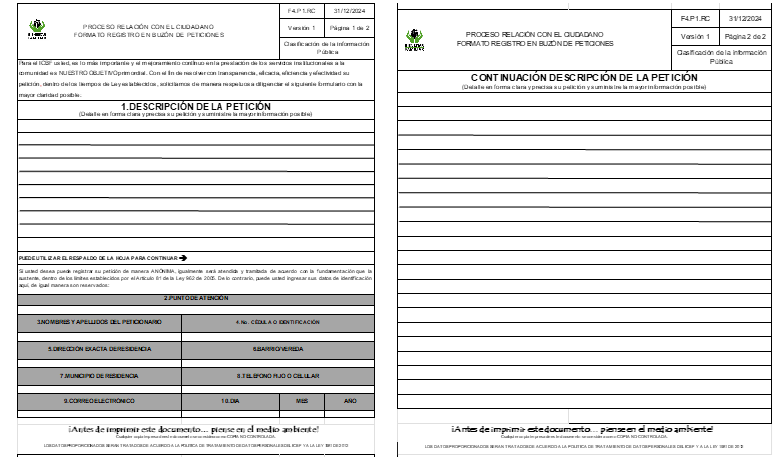 PROCESO RELACIÓN CON EL CIUDADANO
FORMATO REGISTRO EN BUZÓN DE PETICIONES
F4.P1.RC
31/12/2024
Versión 1
Página 1 de 2
Clasificación de la Información
Pública
Para el ICBF usted, es lo más importante y el mejoramiento continuo en la prestación de los servicios institucionales a la
comunidad es NUESTRO OBJETIVO primordial. Con el fin de resolver con transparencia, eficacia, eficiencia y efectividad su
petición, dentro de los tiempos de Ley establecidos, solicitamos de manera respetuosa diligenciar el siguiente formulario con la
mayor claridad posible.
1.DESCRIPCIÓN DE LA PETICIÓN
(Detalle en forma clara y precisa su petición y suministre la mayor información posible)
PUEDE UTILIZAR EL RESPALDO DE LA HOJA PARA CONTINUAR
Si usted desea puede registrar su petición de manera ANÓNIMA, igualmente será atendida y tramitada de acuerdo con la fundamentación que la
sustente, dentro de los límites establecidos por el Artículo 81 de la Ley 962 de 2005. De lo contrario, puede usted ingresar sus datos de identificación
aquí, de igual manera son reservados:
2.PUNTO DE ATENCIÓN
3.NOMBRES Y APELLIDOS DEL PETICIONARIO
4. No. CÉDULA O IDENTIFICACIÓN
5.DIRECCIÓN EXACTA DE RESIDENCIA
6.BARRIO/VEREDA
7.MUNICIPIO DE RESIDENCIA
8.TELEFONO FIJO O CELULAR
9.CORREO ELECTRÓNICO
10.DIA
MES
AÑO
¡Antes de imprimir este documento… piense en el medio ambiente!
Cualquier copia impresa de este documento se considera como COPIA NO CONTROLADA.
LOS DATOS PROPORCIONADOS SERÁN TRATADOS DE ACUERDO A LA POLÍTICA DE TRATAMIENTO DE DATOS PERSONALES DEL ICBF Y A LA LEY 1581 DE 2012
PROCESO RELACIÓN CON EL CIUDADANO
FORMATO REGISTRO EN BUZÓN DE PETICIONES
F4.P1.RC
31/12/2024
Versión 1
Página 2 de 2
Clasificación de la Información
Pública
CONTINUACIÓN DESCRIPCIÓN DE LA PETICIÓN
(Detalle en forma clara y precisa su petición y suministre la mayor información posible)
¡Antes de imprimir este documento… piense en el medio ambiente!
Cualquier copia impresa de este documento se considera como COPIA NO CONTROLADA.
LOS DATOS PROPORCIONADOS SERÁN TRATADOS DE ACUERDO A LA POLÍTICA DE TRATAMIENTO DE DATOS PERSONALES DEL ICBF Y A LA LEY 1581 DE 2012